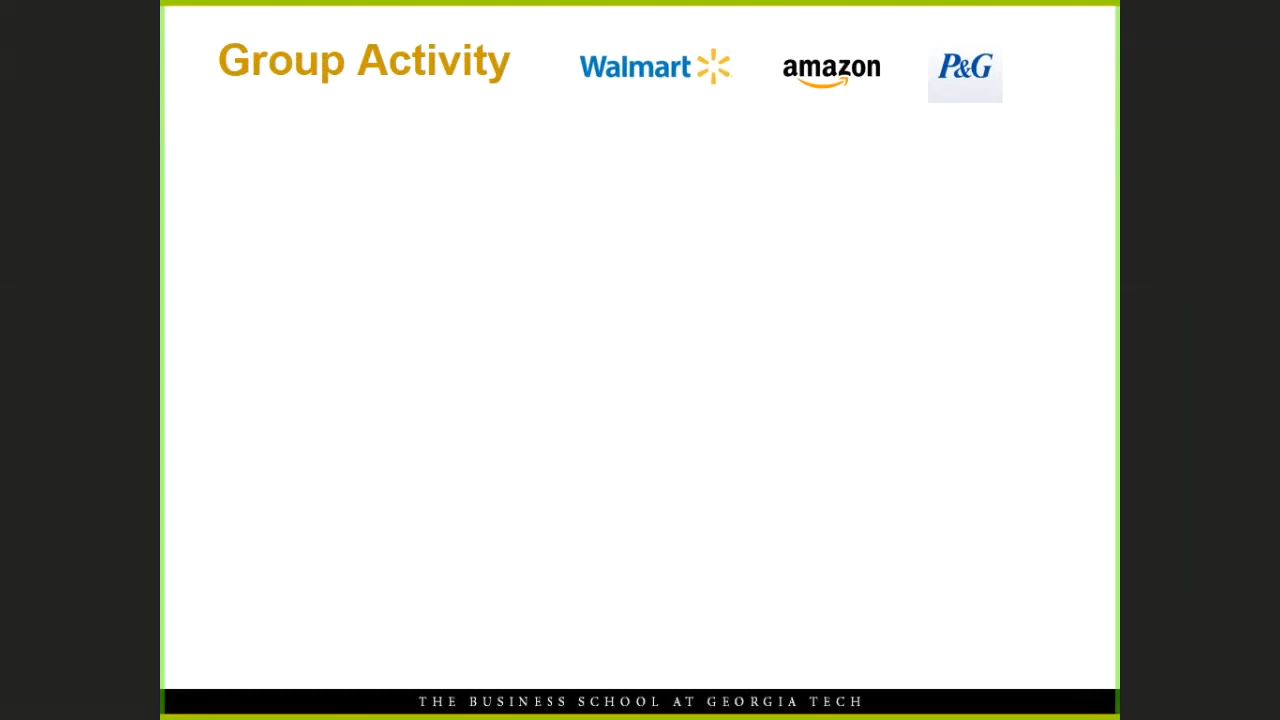 Group Activity
Walmart
amazon
P&G
THE BUSINESS SCHOOL AT GEORGIA TECH